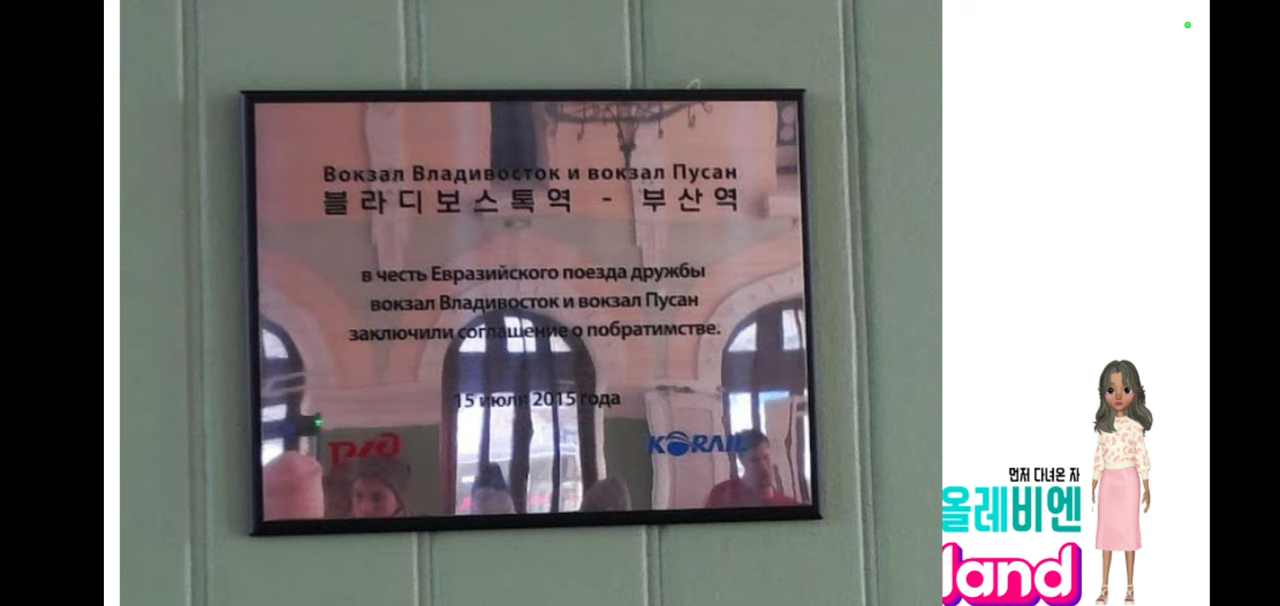 Вокзал Владивосток и вокзал Пусан
블라디보스톡역 - 부산역
в честь Евразийского поезда дружбы
вокзал Владивосток и вокзал Пусан
заключили соглашение о побратимстве.
15 июля 2015 года
РЖД KORAIL
먼저 다녀온 자
올레비엔
land